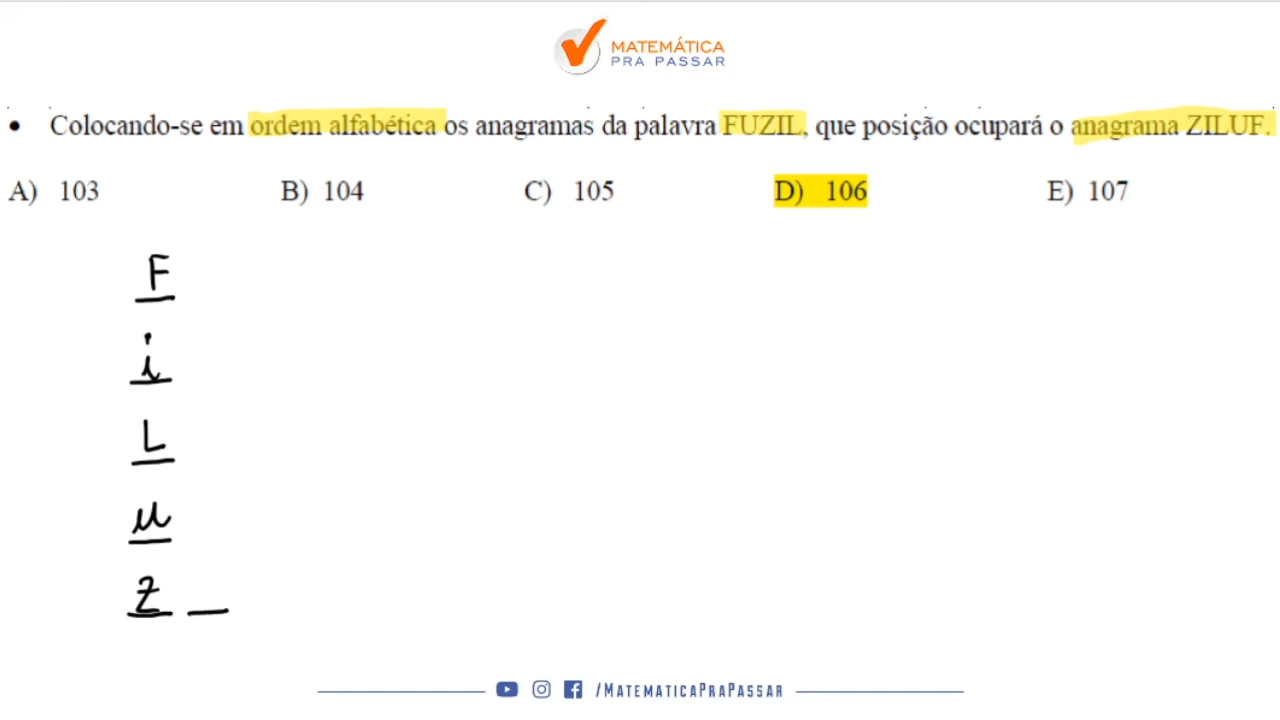 MATEMÁTICA
PRA PASSAR
• Colocando-se em ordem alfabética os anagramas da palavra FUZIL, que posição ocupará o anagrama ZILUF.
A) 103 B) 104 C) 105 D) 106 E) 107
F
i
L
u
Z
/MATEMATICAPRAPASSAR